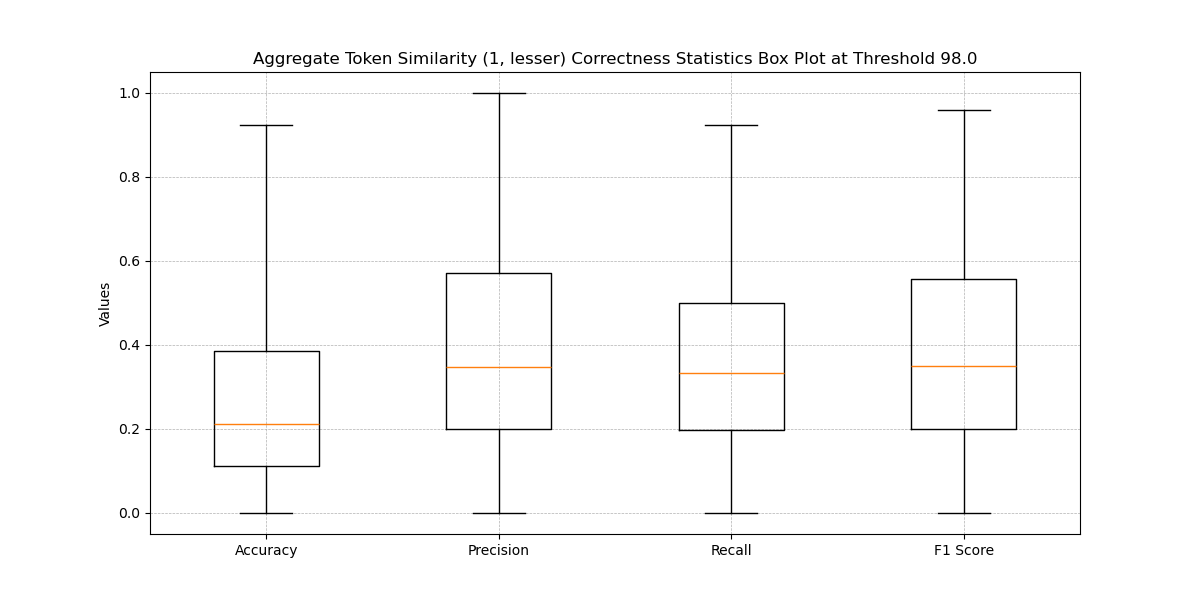 Aggregate Token Similarity (1, lesser) Correctness Statistics Box Plot at Threshold 98.0
1.0
0.8
0.6
0.4
0.2
0.0
Values
Accuracy Precision Recall F1 Score